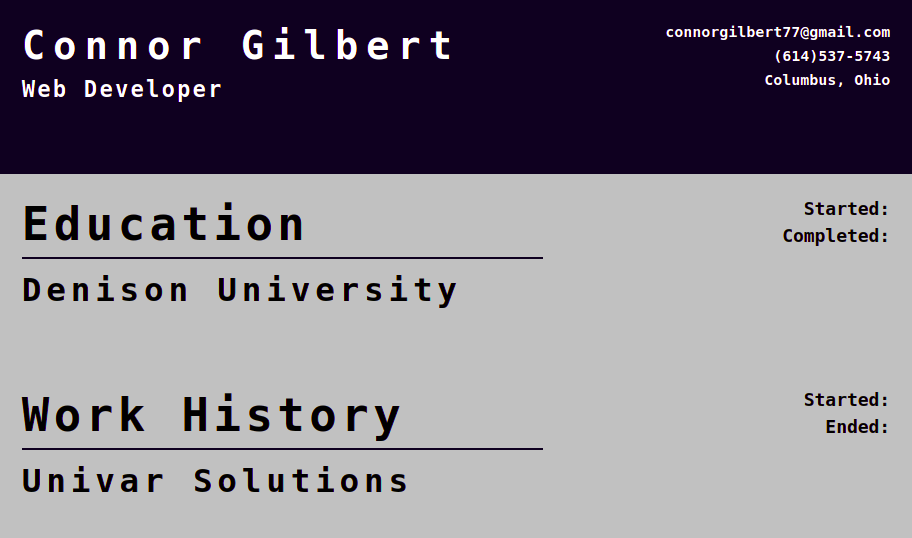 Connor Gilbert
Web Developer
connorgilbert77@gmail.com
(614)537-5743
Columbus, Ohio
Education
Denison University
Started:
Completed:
Work History
Univar Solutions
Started:
Ended: